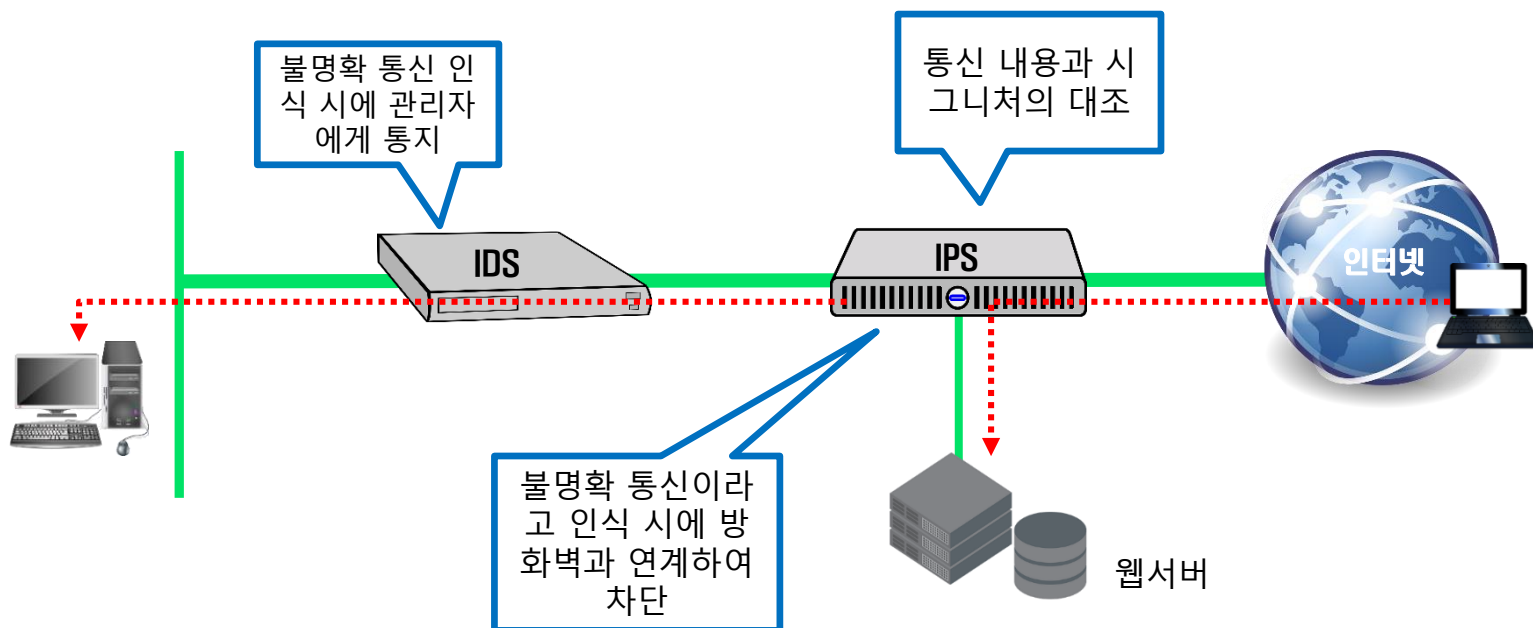 불명확 통신 인
식 시에 관리자
에게 통지
통신 내용과 시
그니처의 대조
IDS
IPS
인터넷
불명확 통신이라
고 인식 시에 방
화벽과 연계하여
차단
웹서버